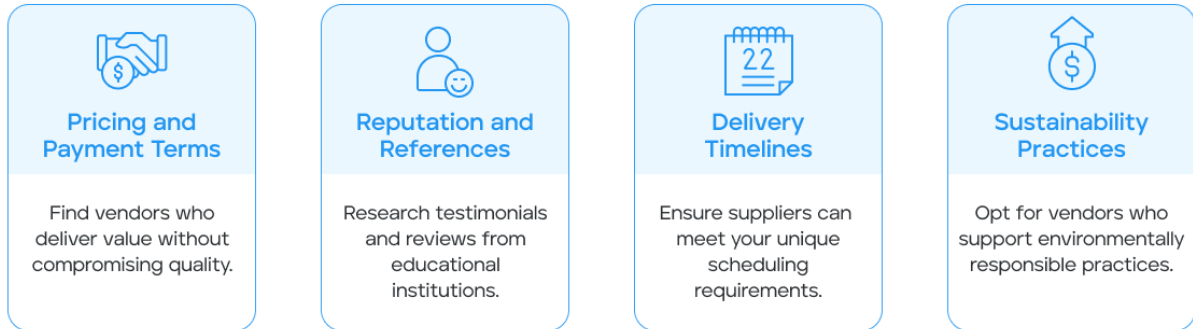 Pricing and
Payment Terms
Find vendors who
deliver value without
compromising quality.
Reputation and
References
Research testimonials
and reviews from
educational
institutions.
22
Delivery
Timelines
Ensure suppliers can
meet your unique
scheduling
requirements.
Sustainability
Practices
Opt for vendors who
support environmentally
responsible practices.